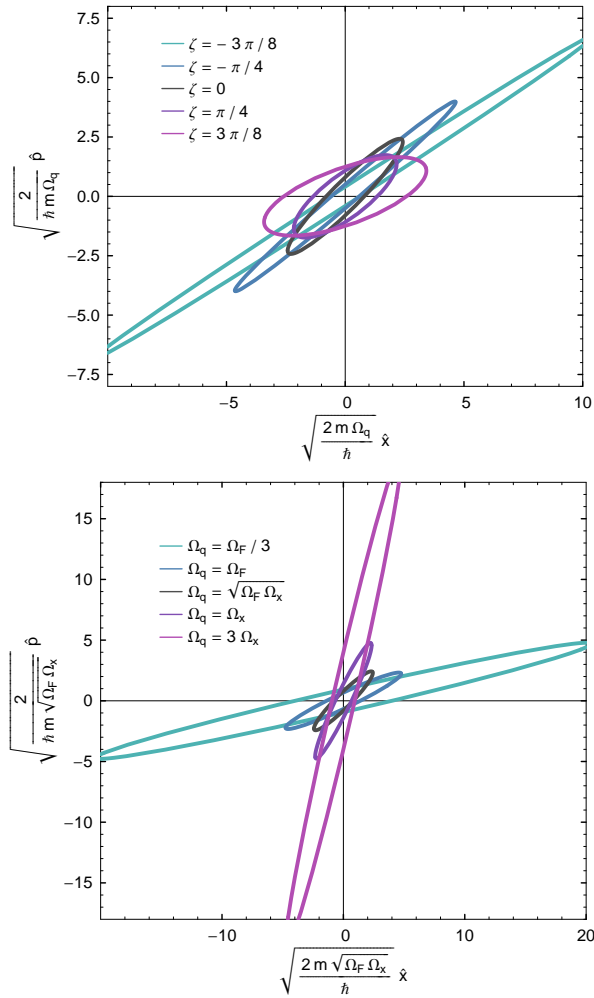 7.5
5.0
2.5
0.0
−2.5
−5.0
−7.5
ζ = − 3 π / 8
ζ = − π / 4
ζ = 0
ζ = π / 4
ζ = 3 π / 8
√(2 / (ℏ m Ω_q)) p̂
−5 0 5 10
√(2 m Ω_q / ℏ) x̂
15
10
5
0
−5
−10
−15
Ω_q = Ω_F / 3
Ω_q = Ω_F
Ω_q = √(Ω_F Ω_x)
Ω_q = Ω_x
Ω_q = 3 Ω_x
√(2 / (ℏ m √(Ω_F Ω_x))) p̂
−10 0 10 20
√(2 m √(Ω_F Ω_x) / ℏ) x̂